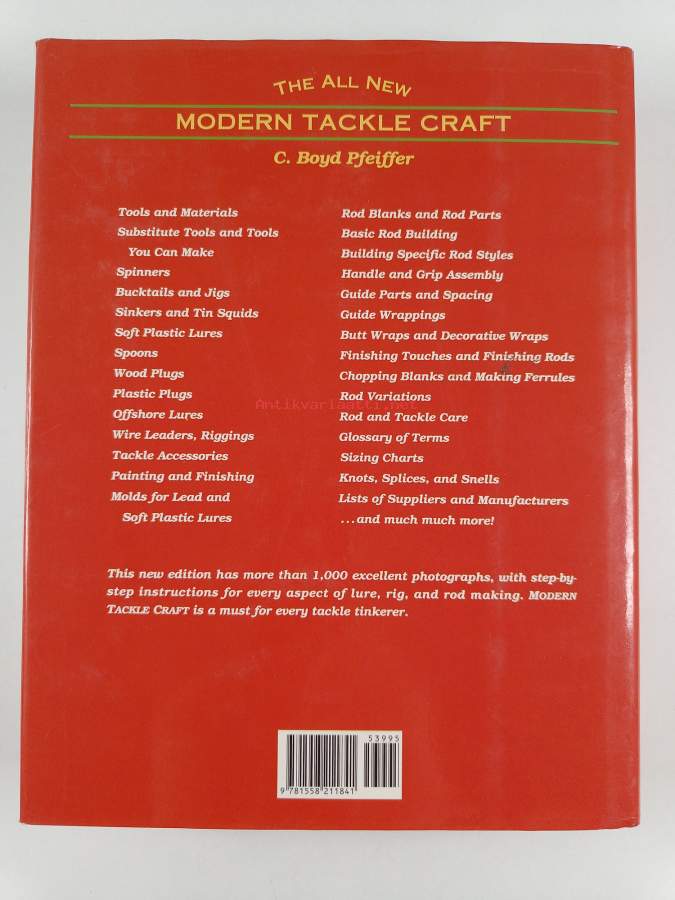 THE ALL NEW
MODERN TACKLE CRAFT
C. Boyd Pfeiffer
Tools and Materials
Substitute Tools and Tools
You Can Make
Spinners
Bucktails and Jigs
Sinkers and Tin Squids
Soft Plastic Lures
Spoons
Wood Plugs
Plastic Plugs
Offshore Lures
Wire Leaders, Riggings
Tackle Accessories
Painting and Finishing
Molds for Lead and
Soft Plastic Lures
Rod Blanks and Rod Parts
Basic Rod Building
Building Specific Rod Styles
Handle and Grip Assembly
Guide Parts and Spacing
Guide Wrappings
Butt Wraps and Decorative Wraps
Finishing Touches and Finishing Rods
Chopping Blanks and Making Ferrules
Rod Variations
Rod and Tackle Care
Glossary of Terms
Sizing Charts
Knots, Splices, and Snells
Lists of Suppliers and Manufacturers
...and much much more!
Antikvariaatti.net
This new edition has more than 1,000 excellent photographs, with step-by-
step instructions for every aspect of lure, rig, and rod making. MODERN
TACKLE CRAFT is a must for every tackle tinkerer.
53995
9 781558 211841